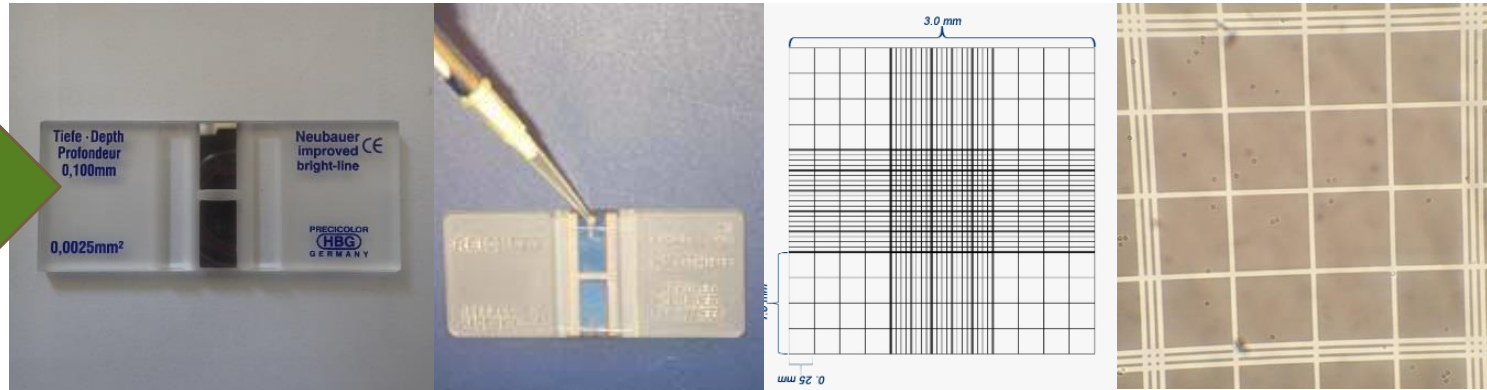 Tiefe · Depth
Profondeur
0,100mm
0,0025mm²
Neubauer CE
improved
bright-line
PRECICOLOR
HBG
GERMANY
3.0 mm
0. 25 mm